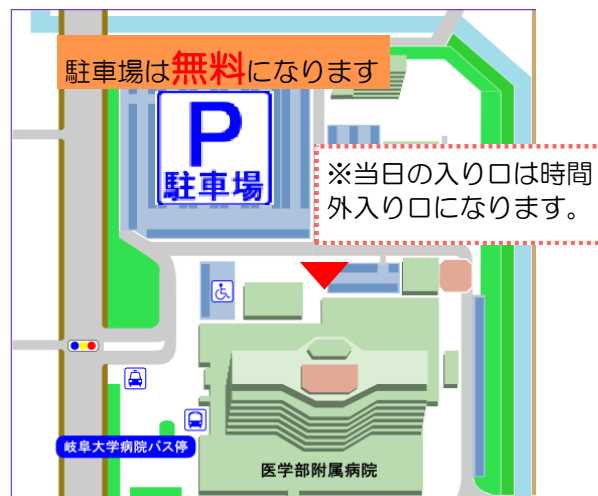 駐車場は無料になります
P
駐車場
※当日の入り口は時間
外入り口になります。
岐阜大学病院バス停
医学部附属病院